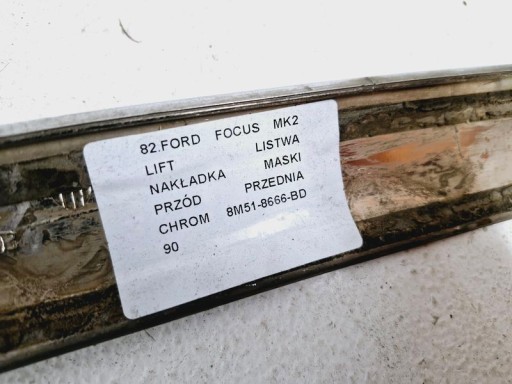 82.FORD FOCUS MK2
LIFT LISTWA
NAKŁADKA MASKI
PRZÓD PRZEDNIA
CHROM 8M51-8666-BD
90